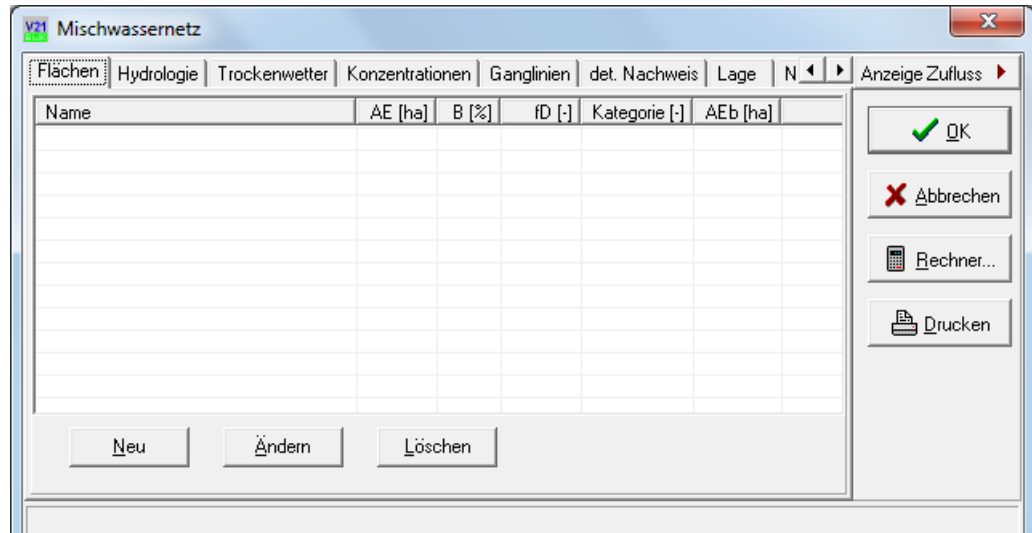 V21 Mischwassernetz
Flächen Hydrologie Trockenwetter Konzentrationen Ganglinien det. Nachweis Lage N Anzeige Zufluss
Name AE [ha] B [%] fD [-] Kategorie [-] AEb [ha]
OK
Abbrechen
Rechner...
Drucken
Neu Ändern Löschen